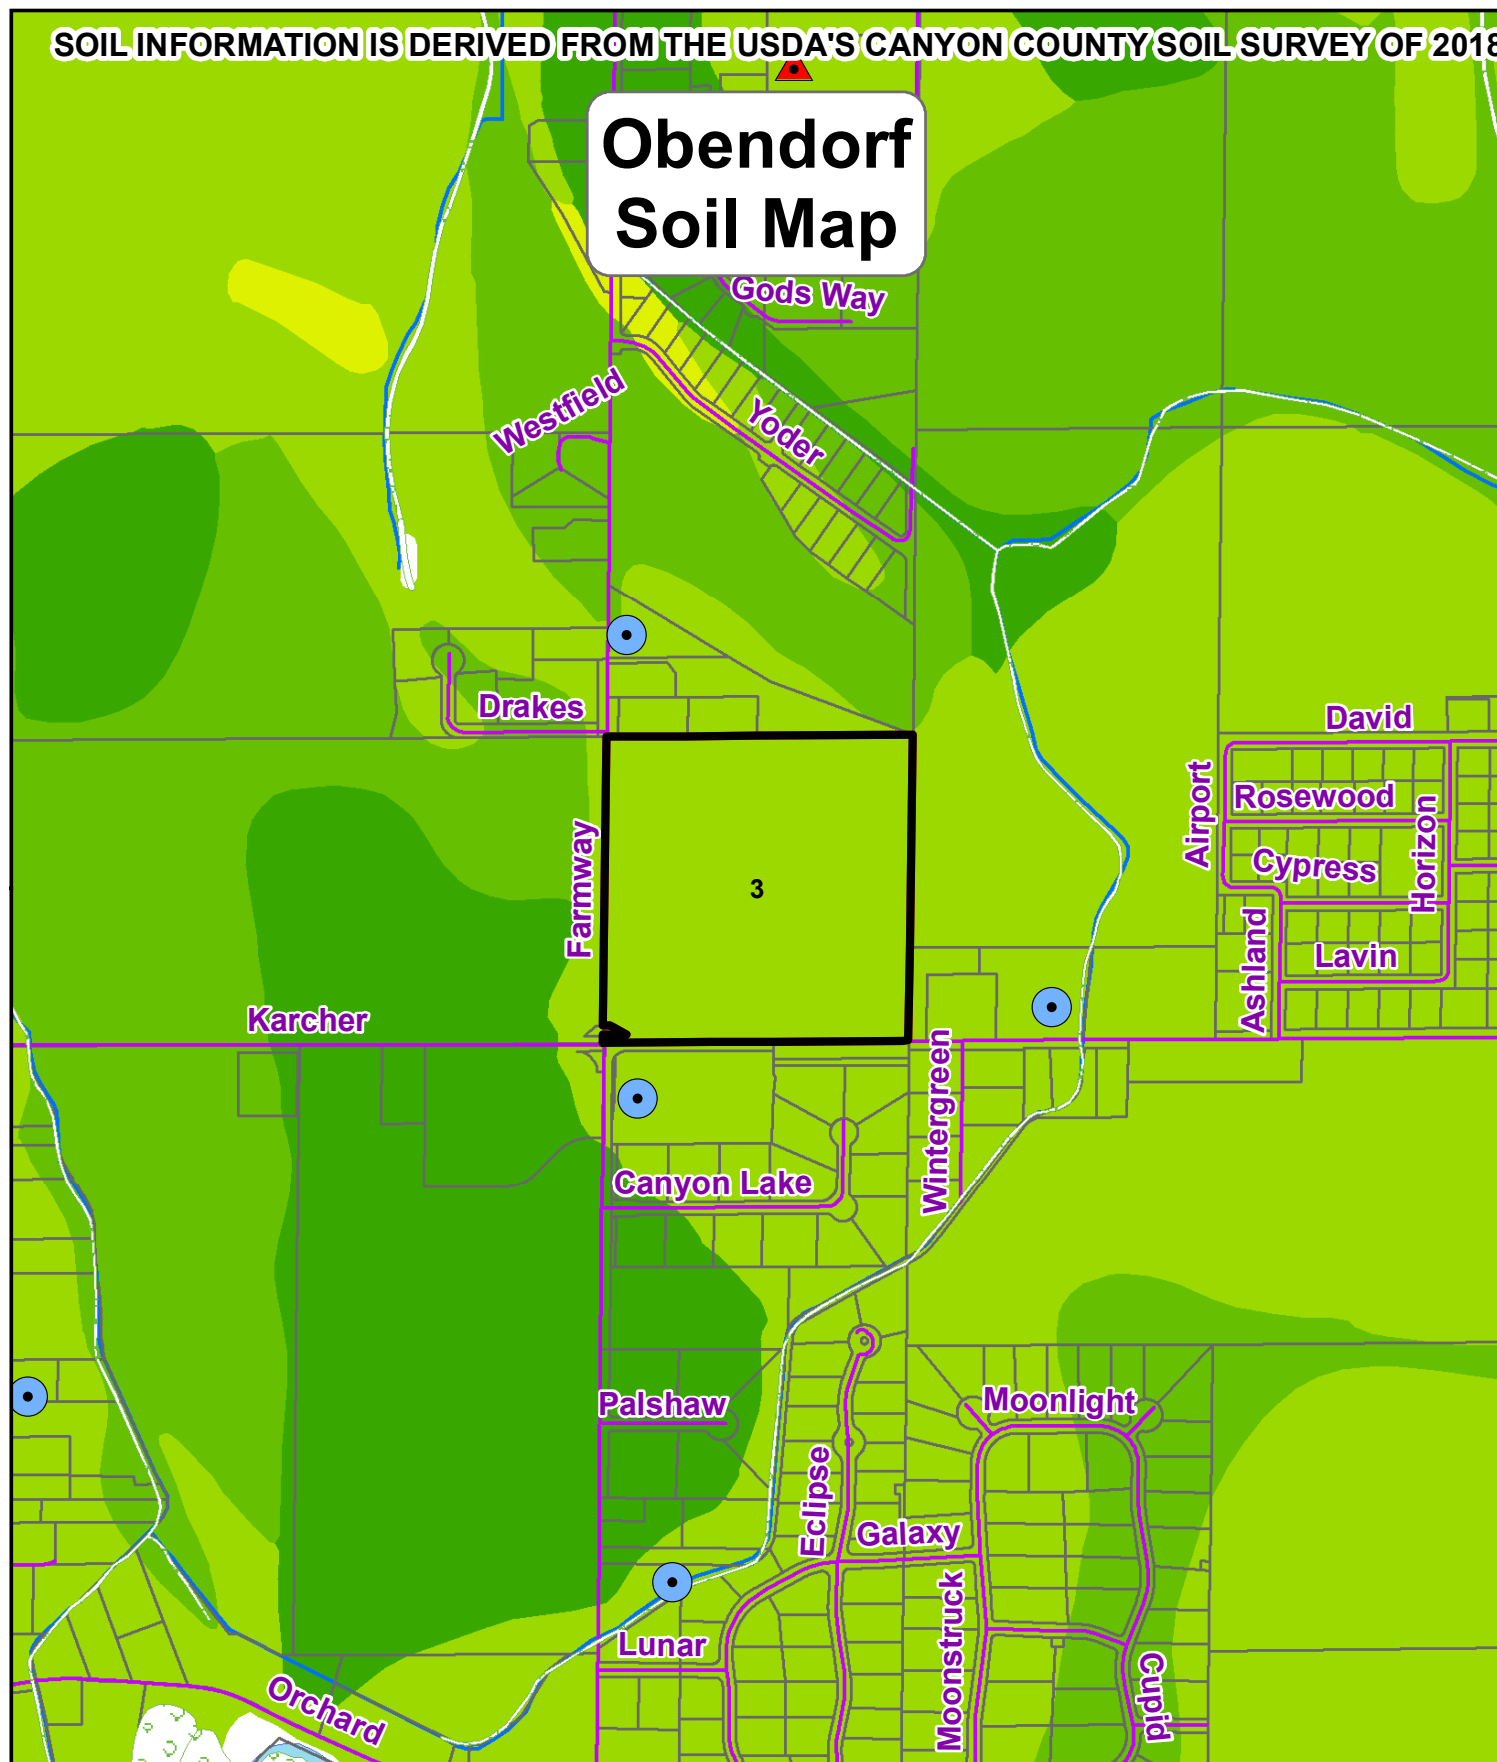 SOIL INFORMATION IS DERIVED FROM THE USDA'S CANYON COUNTY SOIL SURVEY OF 2018
Obendorf
Soil Map
Gods Way
Westfield
Yoder
Drakes
David
Airport
Rosewood
Horizon
Cypress
Farmway
3
Ashland
Lavin
Karcher
Wintergreen
Canyon Lake
Palshaw
Moonlight
Eclipse
Galaxy
Moonstruck
Lunar
Cupid
Orchard